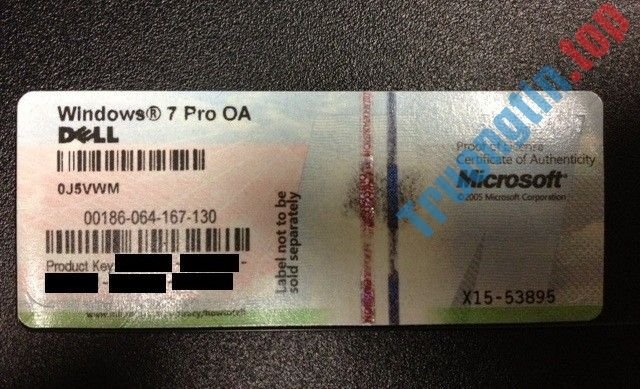 Windows® 7 Pro OA
DELL
0J5VWM
00186-064-167-130
Product Key
Label not to be
sold separately
Proof of License
Certificate of Authenticity
Microsoft®
©2005 Microsoft Corporation
X15-53895
Trungtin.top